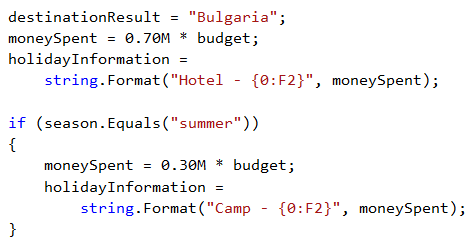 destinationResult = "Bulgaria";
moneySpent = 0.70M * budget;
holidayInformation =
    string.Format("Hotel - {0:F2}", moneySpent);

if (season.Equals("summer"))
{
    moneySpent = 0.30M * budget;
    holidayInformation =
        string.Format("Camp - {0:F2}", moneySpent);
}